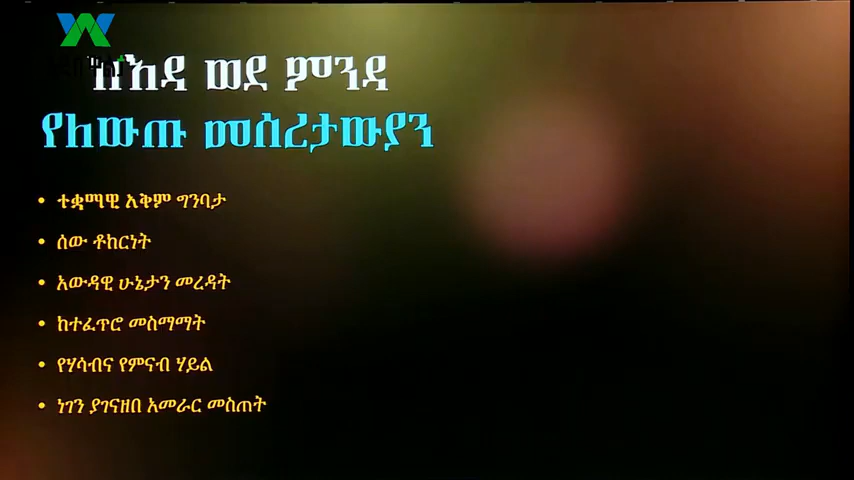 ከእዳ ወደ ምንዳ
የለውጡ መሰረታውያን
• ተቋማዊ አቅም ግንባታ
• ሰው ተኮርነት
• አውዳዊ ሁኔታን መረዳት
• ከተፈጥሮ መስማማት
• የሃሳብና የምናብ ሃይል
• ነገን ያገናዘበ አመራር መስጠት